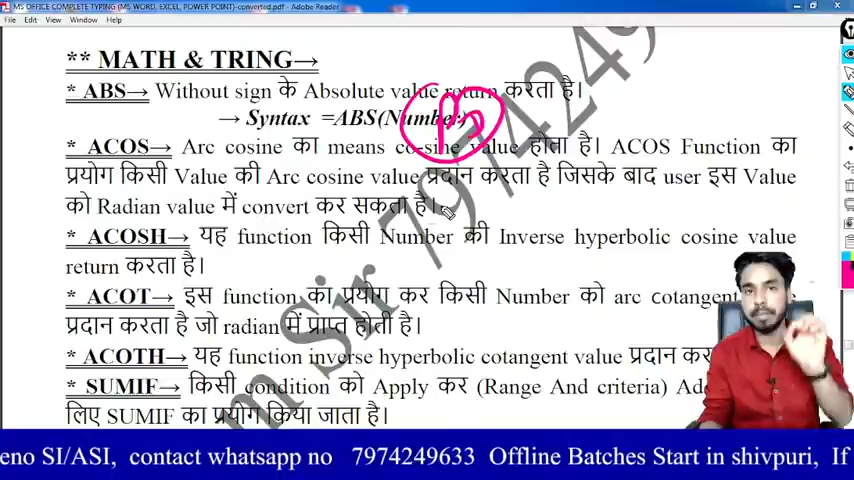 MS OFFICE COMPLETE TYPING (MS WORD, EXCEL, POWER POINT)-converted.pdf - Adobe Reader
File Edit View Window Help
** MATH & TRING→
* ABS→ Without sign के Absolute value return करता है।
→ Syntax =ABS(Number)
* ACOS→ Arc cosine का means co-sine value होता है। ACOS Function का
प्रयोग किसी Value की Arc cosine value प्रदान करता है जिसके बाद user इस Value
को Radian value में convert कर सकता है।
* ACOSH→ यह function किसी Number की Inverse hyperbolic cosine value
return करता है।
* ACOT→ इस function का प्रयोग कर किसी Number को arc cotangent
प्रदान करता है जो radian में प्राप्त होती है।
* ACOTH→ यह function inverse hyperbolic cotangent value प्रदान कर
* SUMIF→ किसी condition को Apply कर (Range And criteria)
लिए SUMIF का प्रयोग किया जाता है।
m Sir 7974249
eno SI/ASI, contact whatsapp no 7974249633 Offline Batches Start in shivpuri, If